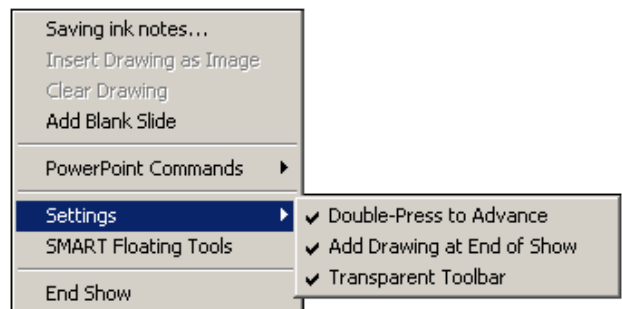 Saving ink notes...
Insert Drawing as Image
Clear Drawing
Add Blank Slide
PowerPoint Commands
Settings
SMART Floating Tools
End Show
Double-Press to Advance
Add Drawing at End of Show
Transparent Toolbar